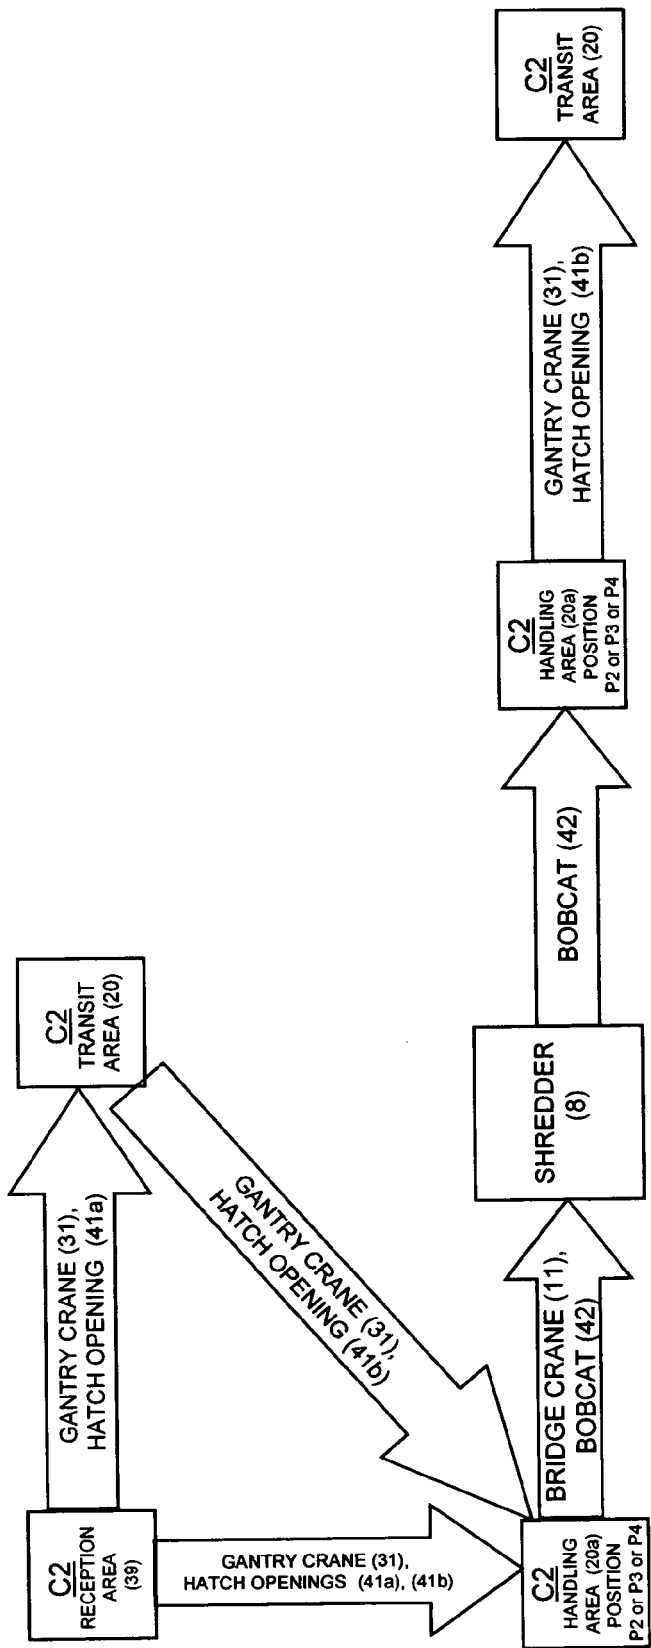 C2
RECEPTION
AREA
(39)
GANTRY CRANE (31),
HATCH OPENING (41a)
C2
TRANSIT
AREA (20)
GANTRY CRANE (31),
HATCH OPENING (41b)
GANTRY CRANE (31),
HATCH OPENINGS (41a), (41b)
C2
HANDLING
AREA (20a)
POSITION
P2 or P3 or P4
BRIDGE CRANE (11),
BOBCAT (42)
SHREDDER
(8)
BOBCAT (42)
C2
HANDLING
AREA (20a)
POSITION
P2 or P3 or P4
GANTRY CRANE (31),
HATCH OPENING (41b)
C2
TRANSIT
AREA (20)